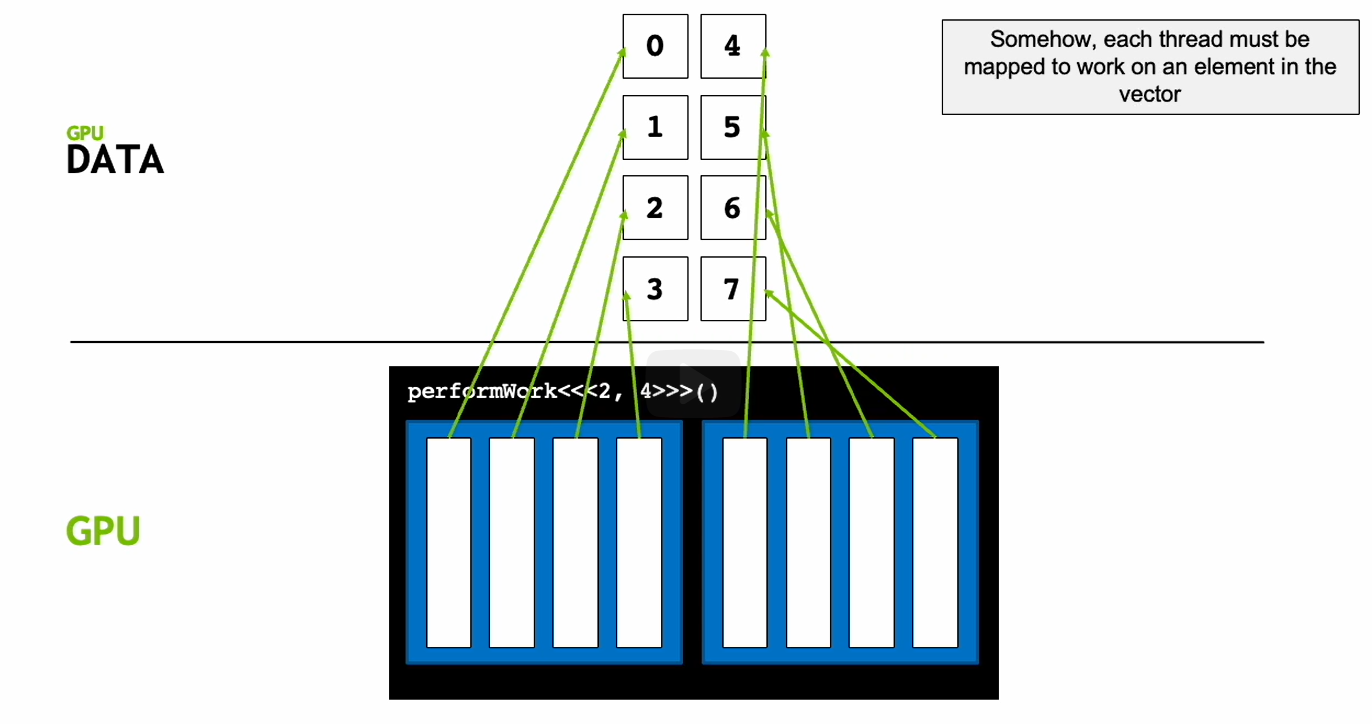 0 4
Somehow, each thread must be
mapped to work on an element in the
vector
1 5
GPU
DATA
2 6
3 7
performWork<<<2, 4>>>()
GPU